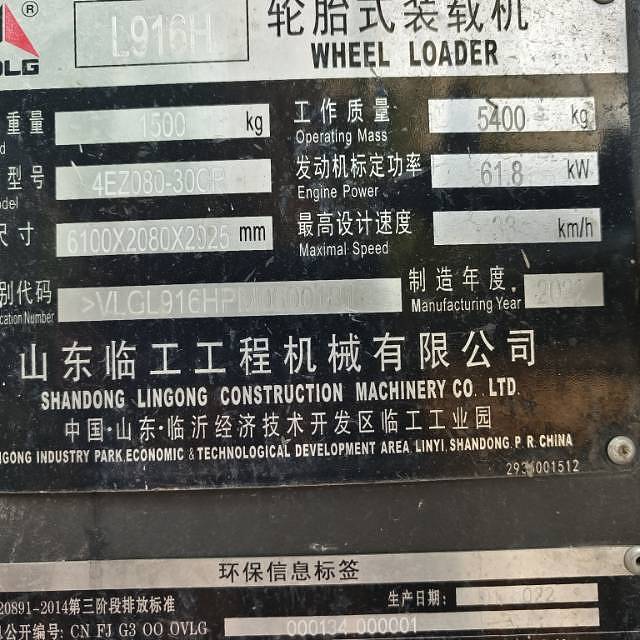 ®
L916H
轮胎式装载机
WHEEL LOADER
重量 1500 kg
工作质量 5400 kg
Operating Mass
型号 4EZ080-30C
发动机标定功率 61.8 kW
Engine Power
尺寸 6100X2080X2925 mm
最高设计速度 km/h
Maximal Speed
别代码 >VLGL916HP
制造年度
Manufacturing Year
山东临工工程机械有限公司
SHANDONG LINGONG CONSTRUCTION MACHINERY CO., LTD.
中国·山东·临沂经济技术开发区临工工业园
INDUSTRY PARK,ECONOMIC & TECHNOLOGICAL DEVELOPMENT AREA, LINYI, SHANDONG, P. R. CHINA
环保信息标签
20891-2014第三阶段排放标准
生产日期:
公开编号: CN FJ G3 OO OVLG 000134 000001